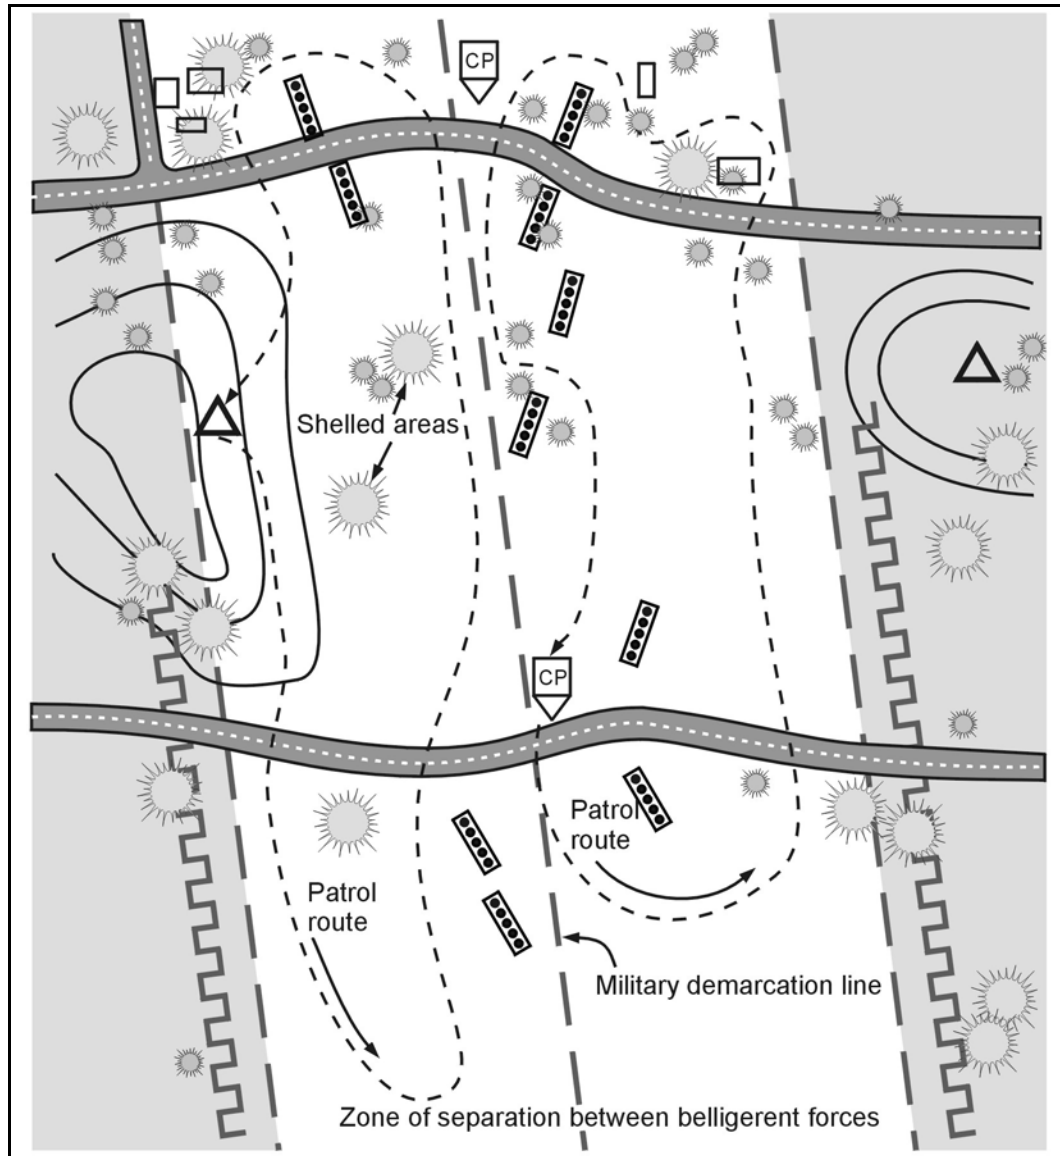 CP
Shelled areas
CP
Patrol
route
Patrol
route
Military demarcation line
Zone of separation between belligerent forces